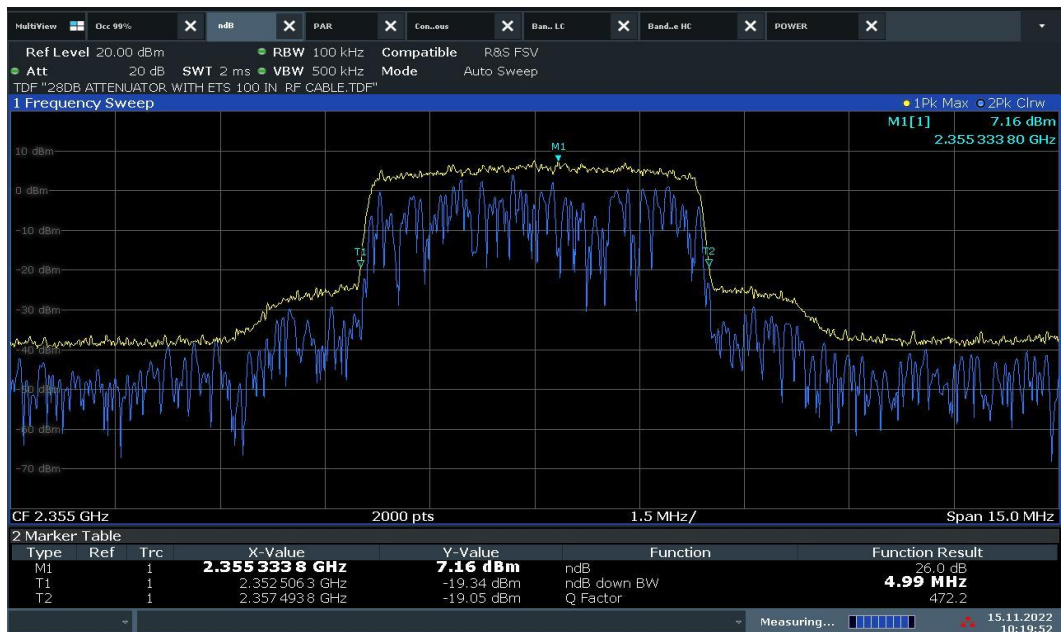 MultiView Occ 99% ndB PAR Con..ous Ban.. LC Band..e HC POWER
Ref Level 20.00 dBm RBW 100 kHz Compatible R&S FSV
Att 20 dB SWT 2 ms VBW 500 kHz Mode Auto Sweep
TDF "28DB ATTENUATOR WITH ETS 100 IN RF CABLE.TDF"
1 Frequency Sweep 1Pk Max 2Pk Clrw
M1[1] 7.16 dBm
2.355 333 80 GHz
M1
10 dBm
0 dBm
-10 dBm
T1 T2
-20 dBm
-30 dBm
-40 dBm
-50 dBm
-60 dBm
-70 dBm
CF 2.355 GHz 2000 pts 1.5 MHz/ Span 15.0 MHz
2 Marker Table
Type Ref Trc X-Value Y-Value Function Function Result
M1 1 2.355333 8 GHz 7.16 dBm ndB 26.0 dB
T1 1 2.352 506 3 GHz -19.34 dBm ndB down BW 4.99 MHz
T2 1 2.357 493 8 GHz -19.05 dBm Q Factor 472.2
Measuring... 15.11.2022
10:19:52